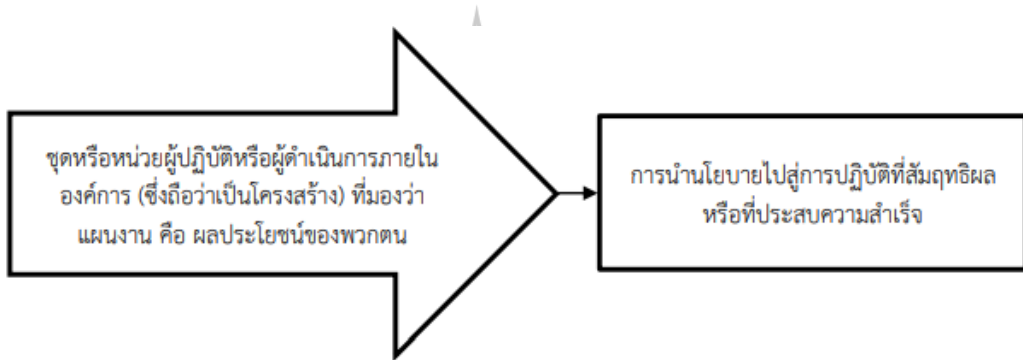 ชุดหรือหน่วยผู้ปฏิบัติหรือผู้ดำเนินการภายใน
องค์การ (ซึ่งถือว่าเป็นโครงสร้าง) ที่มองว่า
แผนงาน คือ ผลประโยชน์ของพวกตน
การนำนโยบายไปสู่การปฏิบัติที่สัมฤทธิผล
หรือที่ประสบความสำเร็จ